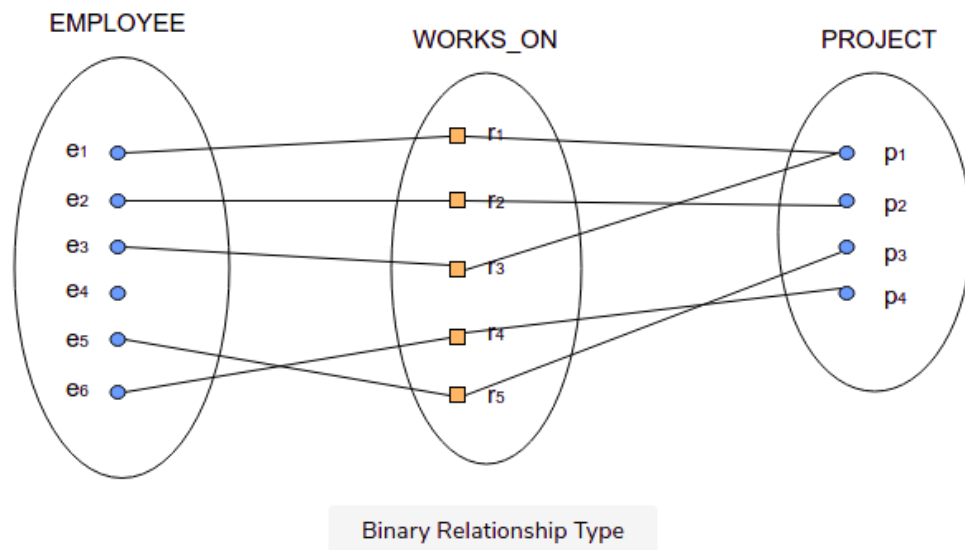 EMPLOYEE
WORKS_ON
PROJECT
e1
e2
e3
e4
e5
e6
r1
r2
r3
r4
r5
p1
p2
p3
p4
Binary Relationship Type